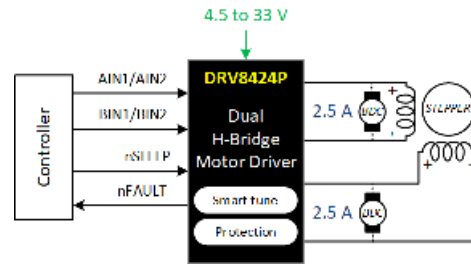 4.5 to 33 V
DRV8424P
Dual
H-Bridge
Motor Driver
Smart tune
Protection
Controller
AIN1/AIN2
BIN1/BIN2
nSLEEP
nFAULT
2.5 A
BDC
STEPPER
2.5 A
BDC